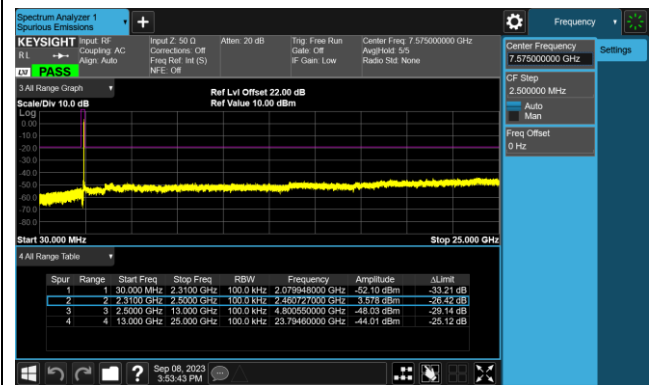 Spectrum Analyzer 1
Spurious Emissions
Frequency
KEYSIGHT
RL
LXI
PASS
Input: RF
Coupling: AC
Align: Auto
Input Z: 50 Ω
Corrections: Off
Freq Ref: Int (S)
NFE: Off
Atten: 20 dB
Trig: Free Run
Gate: Off
IF Gain: Low
Center Freq: 7.575000000 GHz
Avg|Hold: 5/5
Radio Std: None
Center Frequency
7.575000000 GHz
Settings
CF Step
2.500000 MHz
Auto
Man
Freq Offset
0 Hz
3 All Range Graph
Scale/Div 10.0 dB
Ref Lvl Offset 22.00 dB
Ref Value 10.00 dBm
Log
0.00
-10.0
-20.0
-30.0
-40.0
-50.0
-60.0
-70.0
-80.0
Start 30.000 MHz
Stop 25.000 GHz
4 All Range Table
Spur Range Start Freq Stop Freq RBW Frequency Amplitude ΔLimit
1 1 30.000 MHz 2.3100 GHz 100.0 kHz 2.079948000 GHz -52.10 dBm -33.21 dB
2 2 2.3100 GHz 2.5000 GHz 100.0 kHz 2.460727000 GHz 3.578 dBm -26.42 dB
3 3 2.5000 GHz 13.000 GHz 100.0 kHz 4.800550000 GHz -48.03 dBm -29.14 dB
4 4 13.000 GHz 25.000 GHz 100.0 kHz 23.79460000 GHz -44.01 dBm -25.12 dB
Sep 08, 2023
3:53:43 PM